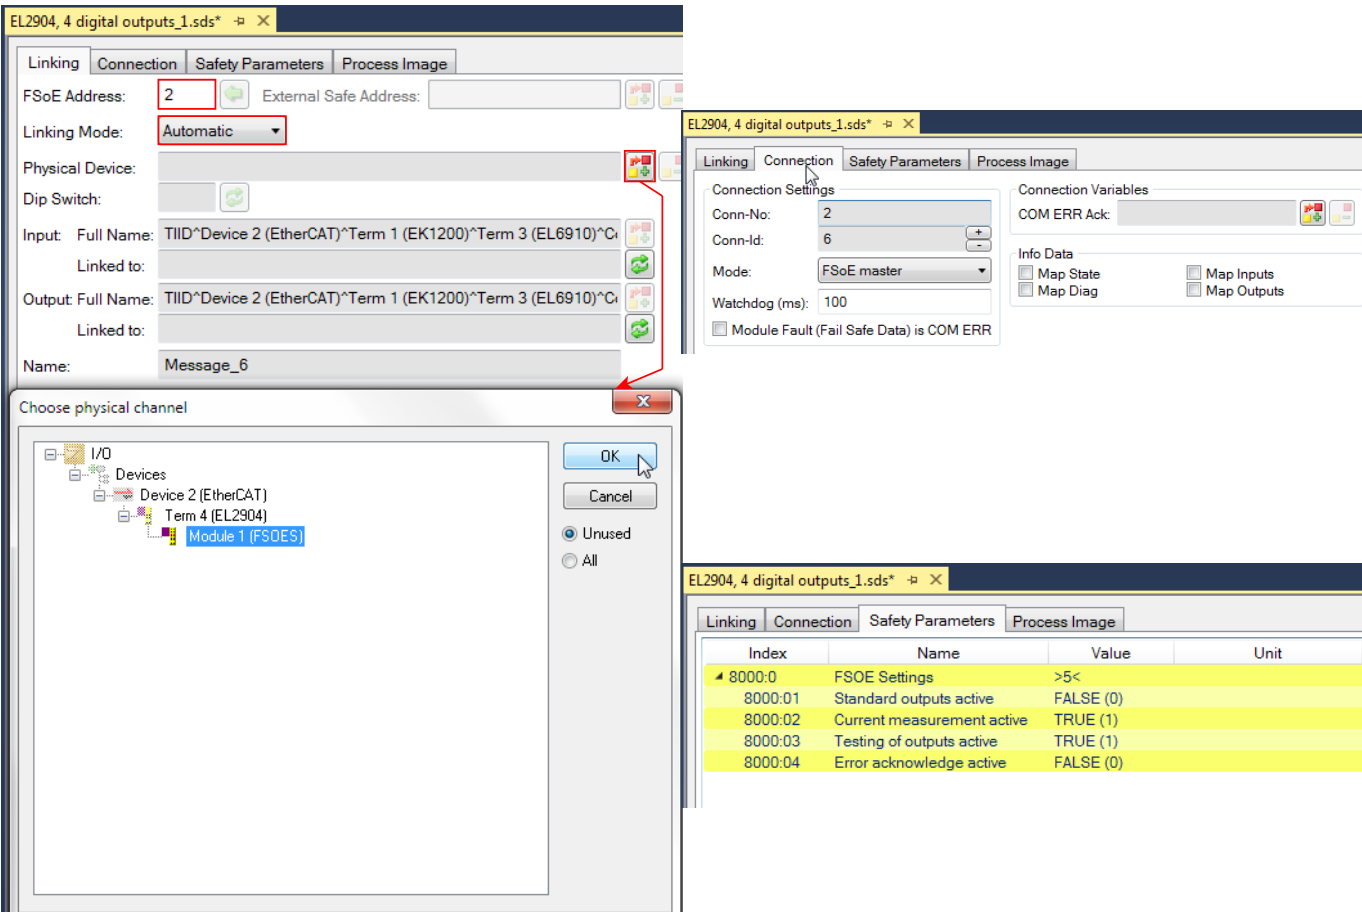 EL2904, 4 digital outputs_1.sds*
Linking Connection Safety Parameters Process Image
FSoE Address: 2 External Safe Address:
Linking Mode: Automatic
Physical Device:
Dip Switch:
Input: Full Name: TIID^Device 2 (EtherCAT)^Term 1 (EK1200)^Term 3 (EL6910)^C
Linked to:
Output: Full Name: TIID^Device 2 (EtherCAT)^Term 1 (EK1200)^Term 3 (EL6910)^C
Linked to:
Name: Message_6
Choose physical channel
I/O
Devices
Device 2 (EtherCAT)
Term 4 (EL2904)
Module 1 (FSOES)
OK
Cancel
Unused
All
EL2904, 4 digital outputs_1.sds*
Linking Connection Safety Parameters Process Image
Connection Settings
Conn-No: 2
Conn-Id: 6
+
-
Mode: FSoE master
Watchdog (ms): 100
Module Fault (Fail Safe Data) is COM ERR
Connection Variables
COM ERR Ack:
Info Data
Map State Map Inputs
Map Diag Map Outputs
EL2904, 4 digital outputs_1.sds*
Linking Connection Safety Parameters Process Image
Index Name Value Unit
8000:0 FSOE Settings >5<
8000:01 Standard outputs active FALSE (0)
8000:02 Current measurement active TRUE (1)
8000:03 Testing of outputs active TRUE (1)
8000:04 Error acknowledge active FALSE (0)